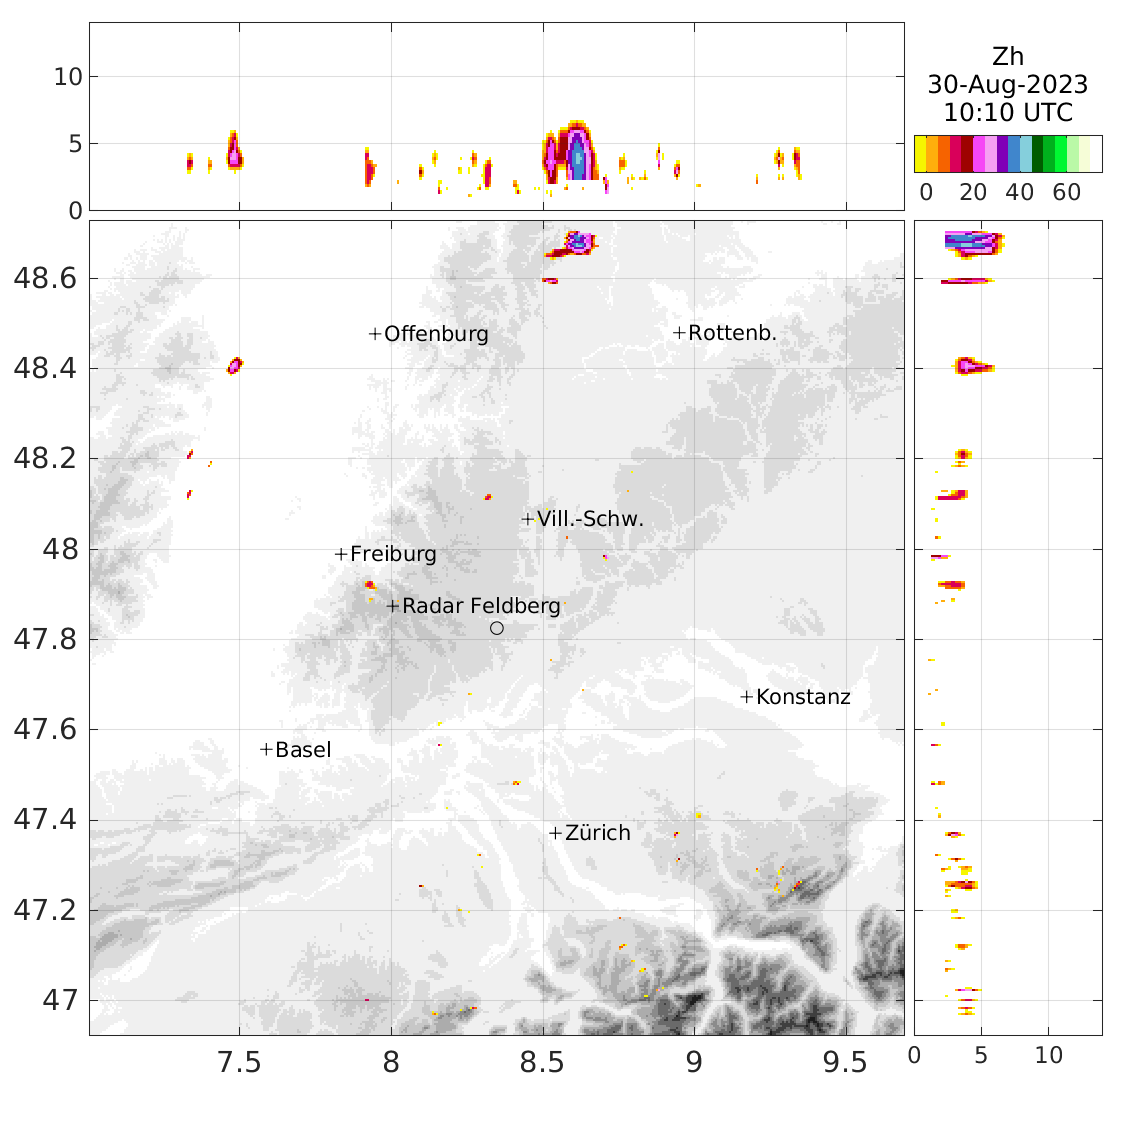 Zh
30-Aug-2023
10:10 UTC
0 20 40 60
10
5
0
48.6
48.4
48.2
48
47.8
47.6
47.4
47.2
47
+Offenburg
+Rottenb.
+Vill.-Schw.
+Freiburg
+Radar Feldberg
+Konstanz
+Basel
+Zürich
7.5 8 8.5 9 9.5
0 5 10